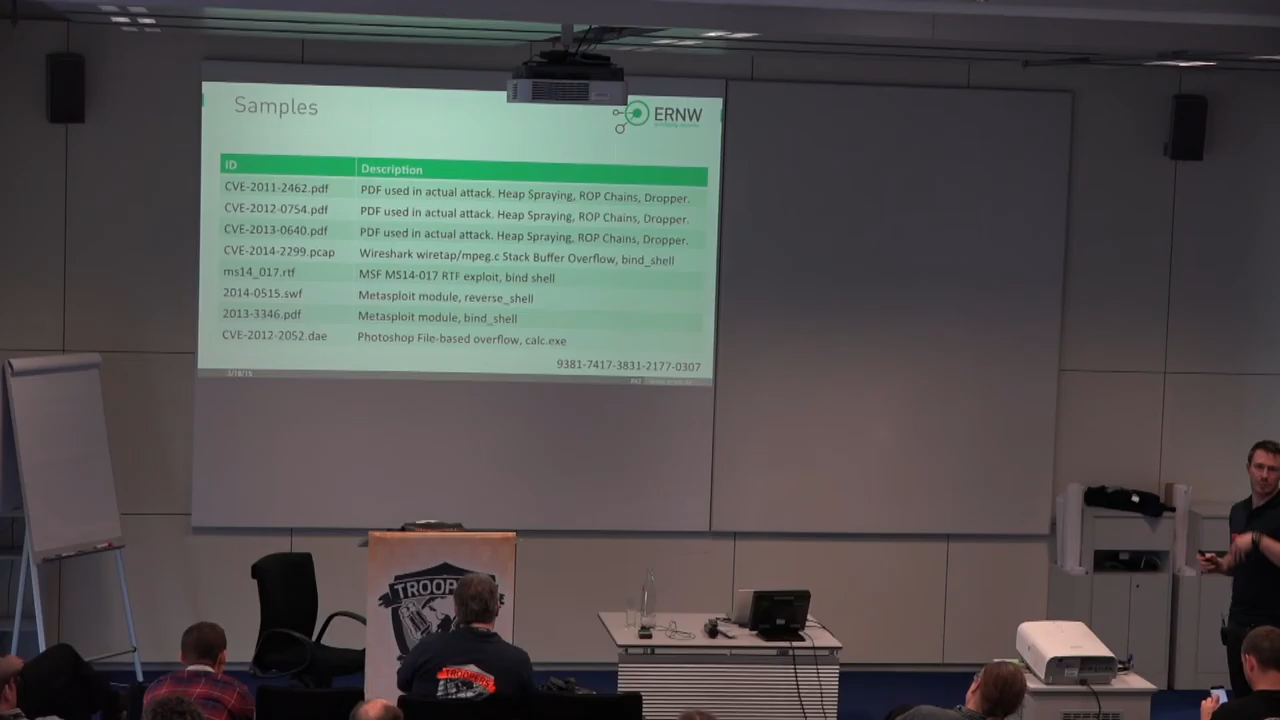 Samples
ERNW
ID Description
CVE-2011-2462.pdf PDF used in actual attack. Heap Spraying, ROP Chains, Dropper.
CVE-2012-0754.pdf PDF used in actual attack. Heap Spraying, ROP Chains, Dropper.
CVE-2013-0640.pdf PDF used in actual attack. Heap Spraying, ROP Chains, Dropper.
CVE-2014-2299.pcap Wireshark wiretap/mpeg.c Stack Buffer Overflow, bind_shell
ms14_017.rtf MSF MS14-017 RTF exploit, bind shell
2014-0515.swf Metasploit module, reverse_shell
2013-3346.pdf Metasploit module, bind_shell
CVE-2012-2052.dae Photoshop File-based overflow, calc.exe
9381-7417-3831-2177-0307
TROOPERS